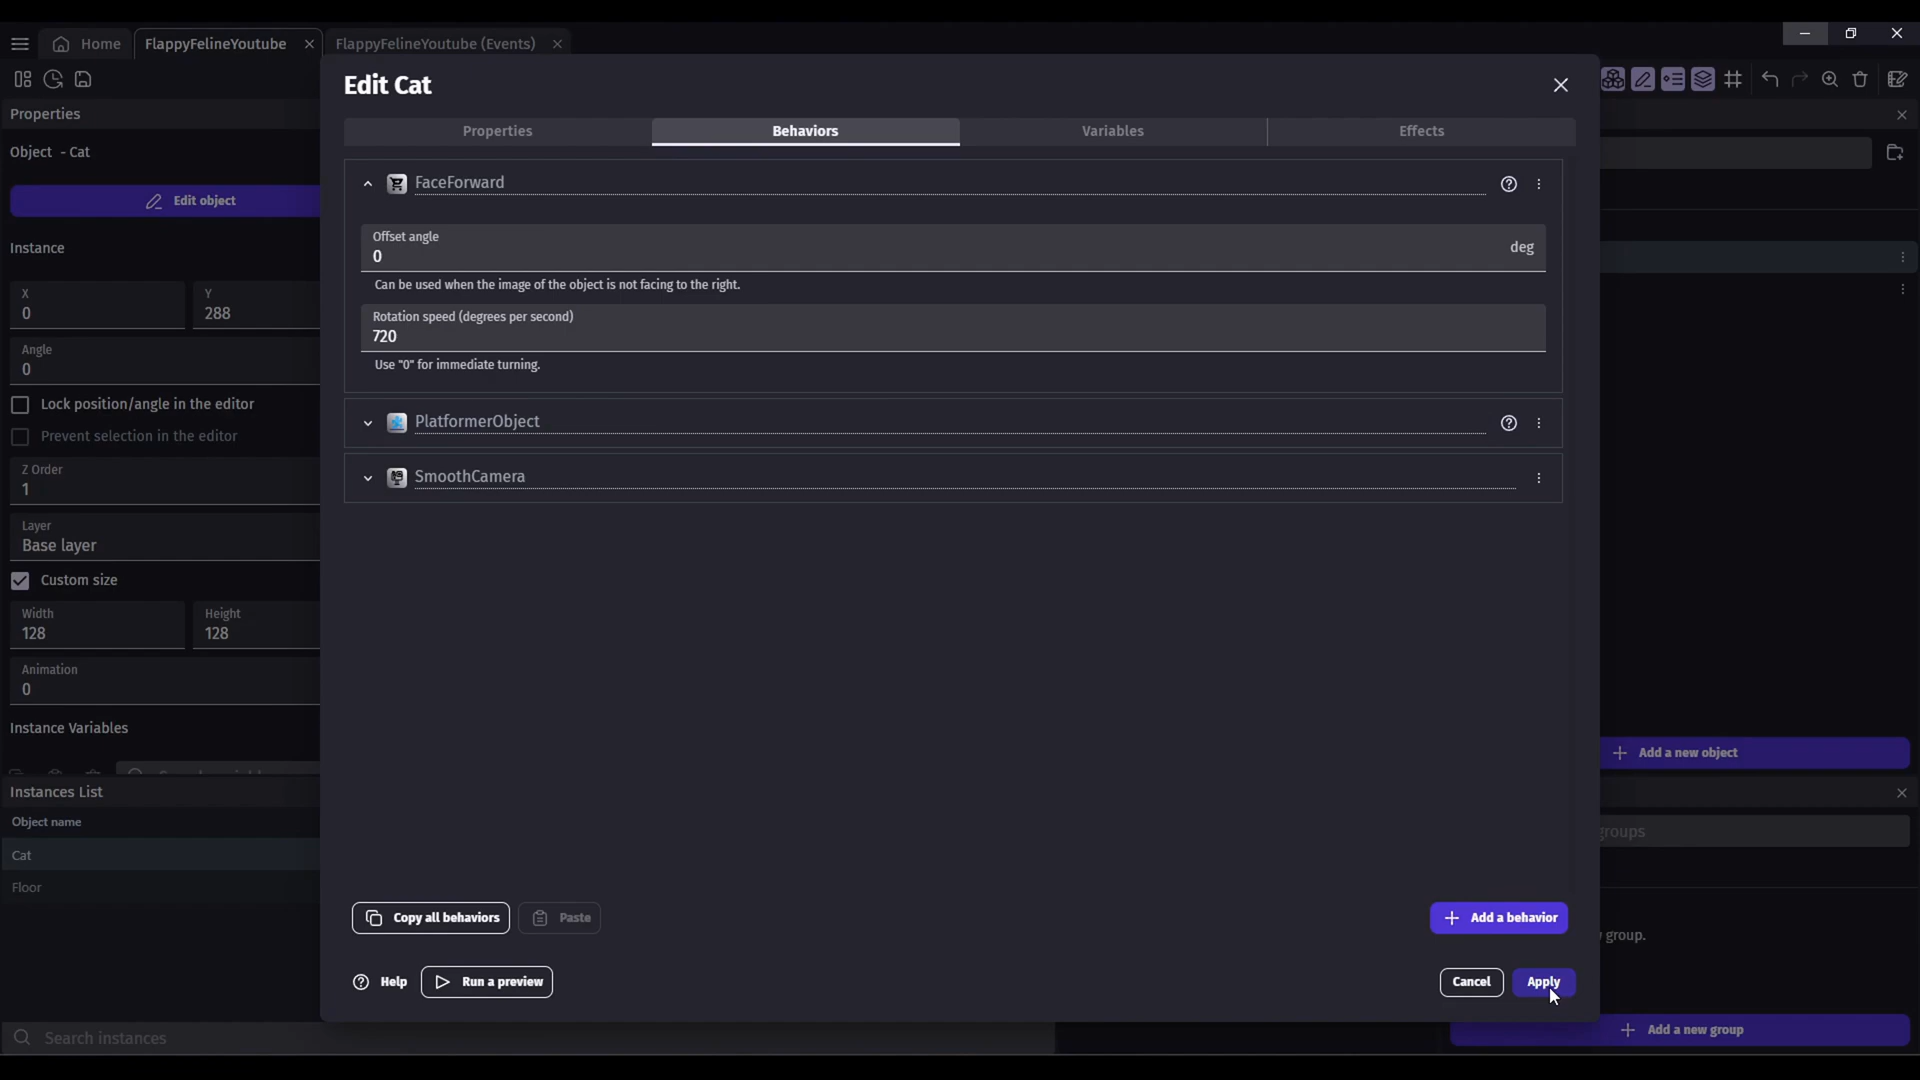 Home
FlappyFelineYoutube
FlappyFelineYoutube (Events)
Properties
Object - Cat
Edit object
Instance
X
0
Y
288
Angle
0
Lock position/angle in the editor
Prevent selection in the editor
Z Order
1
Layer
Base layer
Custom size
Width
128
Height
128
Animation
0
Instance Variables
Instances List
Object name
Cat
Floor
Search instances
Edit Cat
Properties
Behaviors
Variables
Effects
FaceForward
Offset angle
0
deg
Can be used when the image of the object is not facing to the right.
Rotation speed (degrees per second)
720
Use "0" for immediate turning.
PlatformerObject
SmoothCamera
Copy all behaviors
Paste
Add a behavior
Help
Run a preview
Cancel
Apply
Add a new object
groups
group.
Add a new group